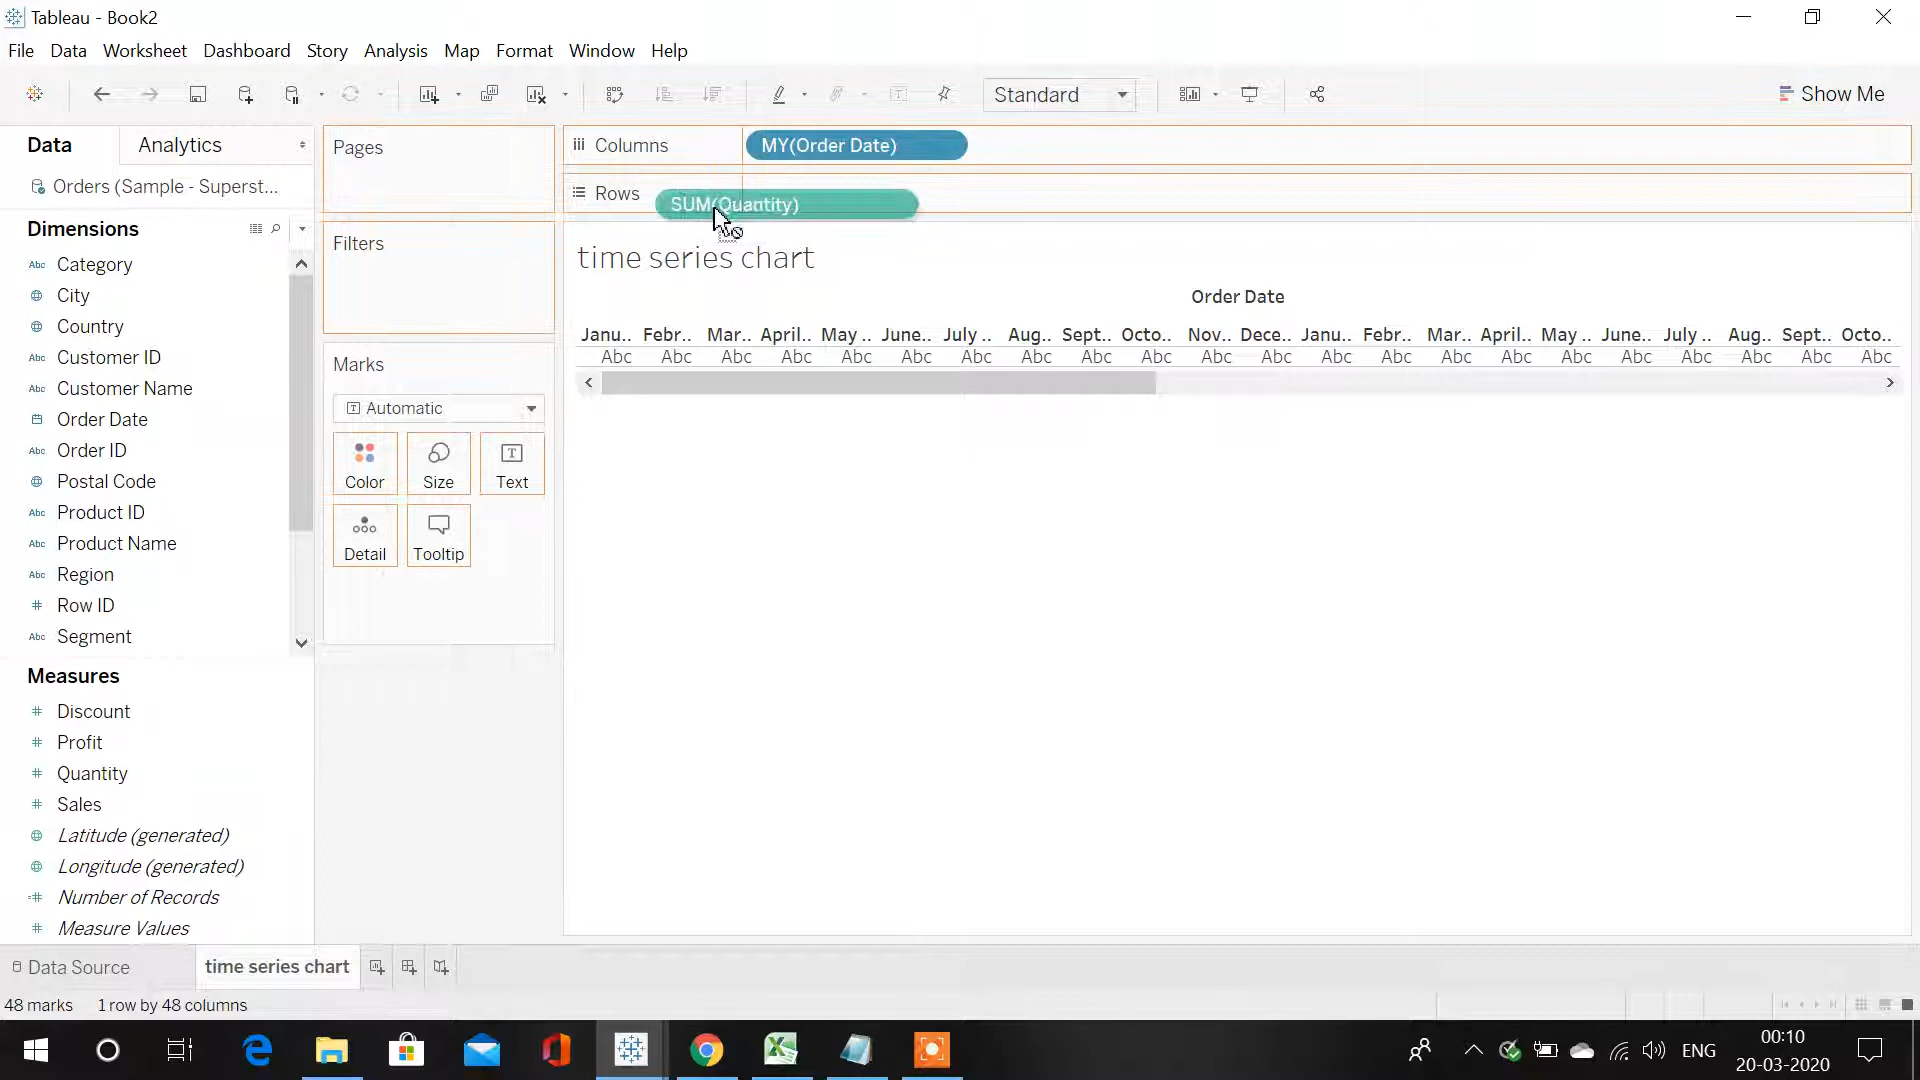 Tableau - Book2
File Data Worksheet Dashboard Story Analysis Map Format Window Help
Standard
Show Me
Data
Analytics
Orders (Sample - Superst...
Dimensions
Category
City
Country
Customer ID
Customer Name
Order Date
Order ID
Postal Code
Product ID
Product Name
Region
Row ID
Segment
Measures
Discount
Profit
Quantity
Sales
Latitude (generated)
Longitude (generated)
Number of Records
Measure Values
Pages
Filters
Marks
Automatic
Color Size Text
Detail Tooltip
Columns MY(Order Date)
Rows SUM(Quantity)
time series chart
Order Date
Janu.. Febr.. Mar.. April.. May .. June.. July .. Aug.. Sept.. Octo.. Nov.. Dece.. Janu.. Febr.. Mar.. April.. May .. June.. July .. Aug.. Sept.. Octo..
Abc Abc Abc Abc Abc Abc Abc Abc Abc Abc Abc Abc Abc Abc Abc Abc Abc Abc Abc Abc Abc Abc
Data Source time series chart
48 marks 1 row by 48 columns
ENG
00:10
20-03-2020